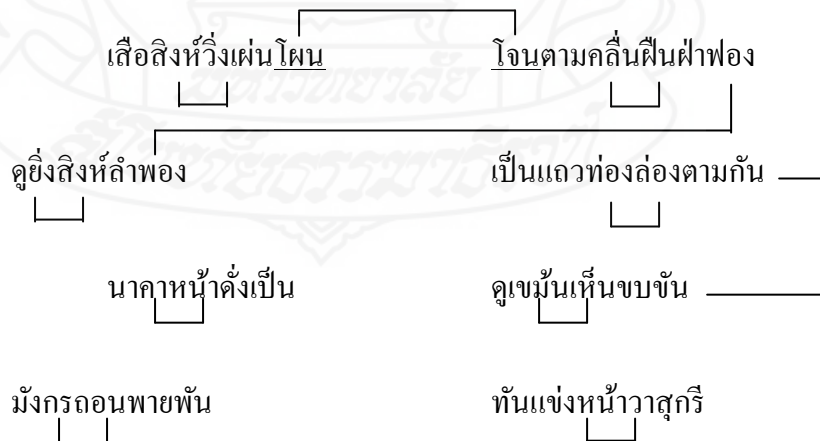 เสือสิงห์วิ่งเผ่นโผน โจนตามคลื่นฝืนฝ่าฟอง
ดูยิ่งสิงห์ลำพอง เป็นแถวท่องล่องตามกัน
นาคาหน้าดั่งเป็น ดูเขม้นเห็นขบขัน
มังกรถอนพายพัน ทันแข่งหน้าวาสุกรี